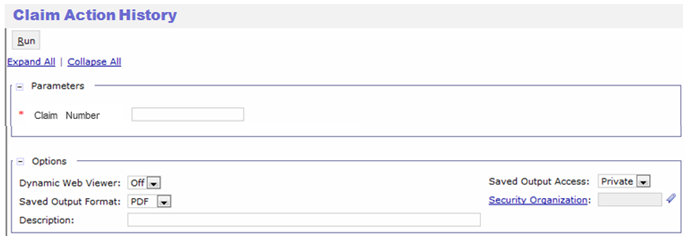 Claim Action History
Run
Expand All | Collapse All
Parameters
* Claim Number
Options
Dynamic Web Viewer: Off
Saved Output Access: Private
Saved Output Format: PDF
Security Organization:
Description: